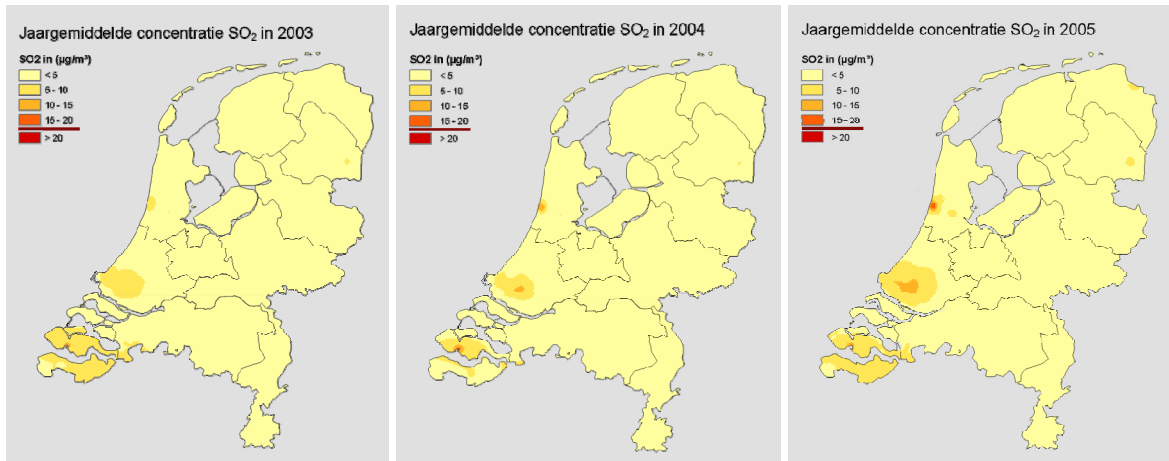 Jaargemiddelde concentratie SO₂ in 2003
SO2 in (µg/m³)
< 5
5 - 10
10 - 15
15 - 20
> 20
Jaargemiddelde concentratie SO₂ in 2004
SO2 in (µg/m³)
< 5
5 - 10
10 - 15
15 - 20
> 20
Jaargemiddelde concentratie SO₂ in 2005
SO2 in (µg/m³)
< 5
5 - 10
10 - 15
15 - 20
> 20